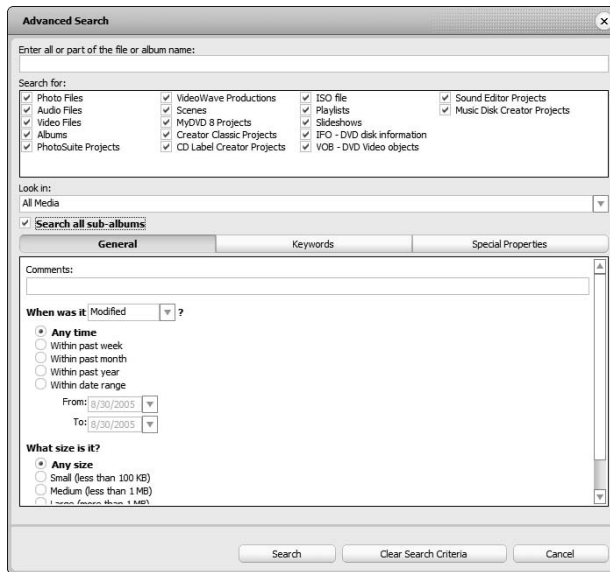 Advanced Search
Enter all or part of the file or album name:
Search for:
Photo Files VideoWave Productions ISO file Sound Editor Projects
Audio Files Scenes Playlists Music Disk Creator Projects
Video Files MyDVD 8 Projects Slideshows
Albums Creator Classic Projects IFO - DVD disk information
PhotoSuite Projects CD Label Creator Projects VOB - DVD Video objects
Look in:
All Media
Search all sub-albums
General Keywords Special Properties
Comments:
When was it Modified ?
Any time
Within past week
Within past month
Within past year
Within date range
From: 8/30/2005
To: 8/30/2005
What size is it?
Any size
Small (less than 100 KB)
Medium (less than 1 MB)
Large (more than 1 MB)
Search Clear Search Criteria Cancel